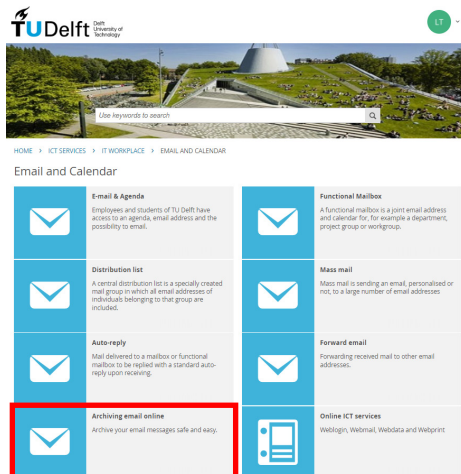 TUDelft Delft University of Technology
LT
Use keywords to search
HOME > ICT SERVICES > IT WORKPLACE > EMAIL AND CALENDAR
Email and Calendar
E-mail & Agenda
Employees and students of TU Delft have
access to an agenda, email address and the
possibility to email.
Functional Mailbox
A functional mailbox is a joint email address
and calendar for, for example a department,
project group or workgroup.
Distribution list
A central distribution list is a specially created
mail group in which all email addresses of
individuals belonging to that group are
included.
Mass mail
Mass mail is sending an email, personalised or
not, to a large number of email addresses
Auto-reply
Mail delivered to a mailbox or functional
mailbox to be replied with a standard auto-
reply upon receiving.
Forward email
Forwarding received mail to other email
addresses.
Archiving email online
Archive your email messages safe and easy.
Online ICT services
Weblogin, Webmail, Webdata and Webprint